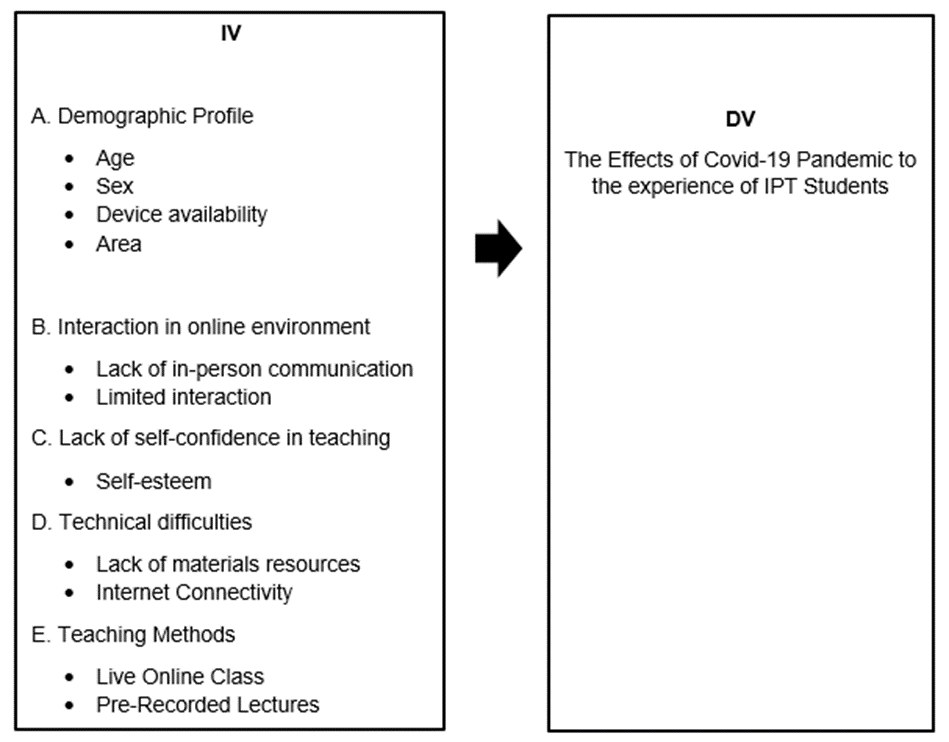 IV
A. Demographic Profile
• Age
• Sex
• Device availability
• Area
B. Interaction in online environment
• Lack of in-person communication
• Limited interaction
C. Lack of self-confidence in teaching
• Self-esteem
D. Technical difficulties
• Lack of materials resources
• Internet Connectivity
E. Teaching Methods
• Live Online Class
• Pre-Recorded Lectures
DV
The Effects of Covid-19 Pandemic to
the experience of IPT Students